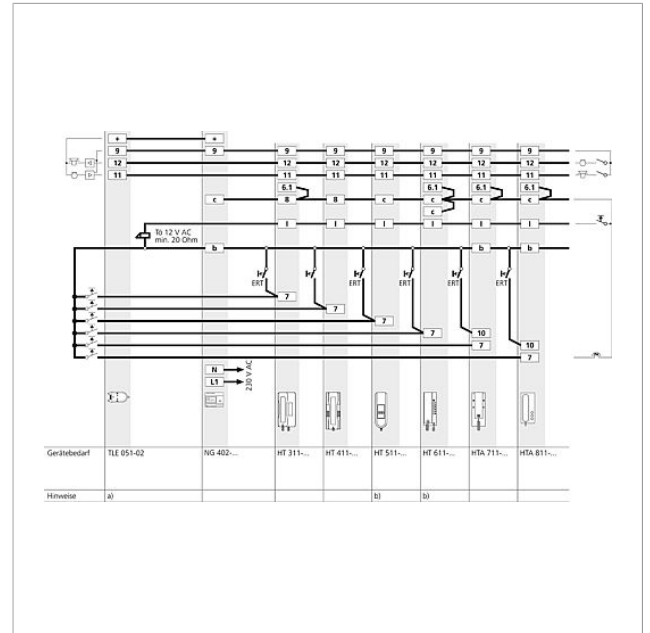 + +
9 9 9 9 9 9 9 9
12 12 12 12 12 12 12
11 11 11 11 11 11 11
6.1 6.1 6.1 6.1
c 8 8 c c c c
c
I I I I I I
Tö 12 V AC
min. 20 Ohm
b b b
ERT ERT ERT ERT ERT ERT
7
7
7
7 10
7 10
7
N
L1
230 V AC
Gerätebedarf TLE 051-02 NG 402-... HT 311-... HT 411-... HT 511-... HT 611-... HTA 711-... HTA 811-...
Hinweise a) b) b)